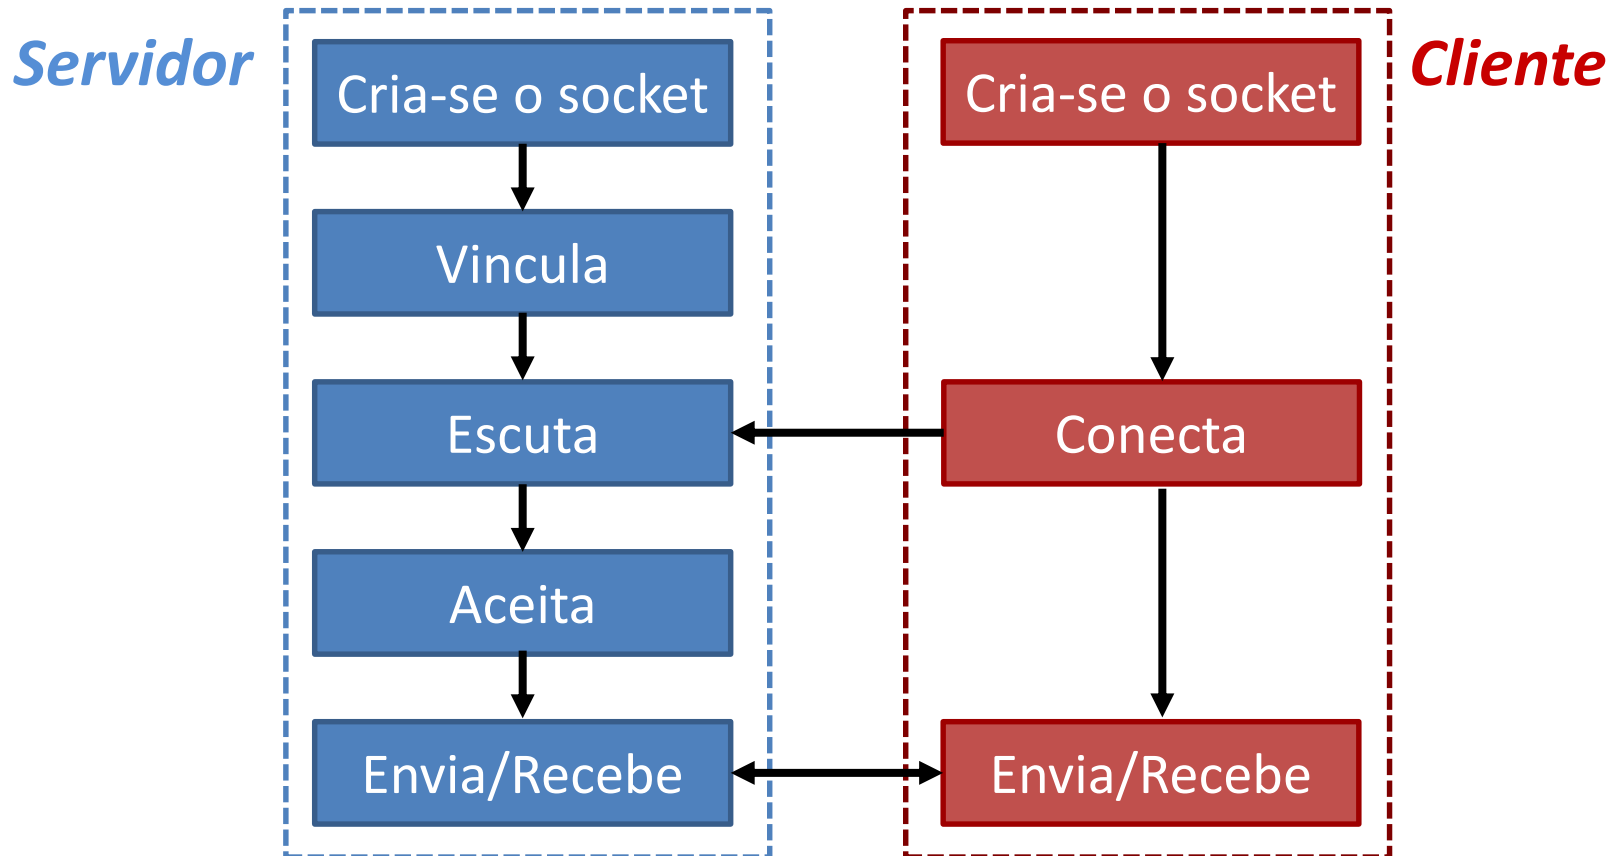 Servidor
Cria-se o socket
Vincula
Escuta
Aceita
Envia/Recebe
Cliente
Cria-se o socket
Conecta
Envia/Recebe